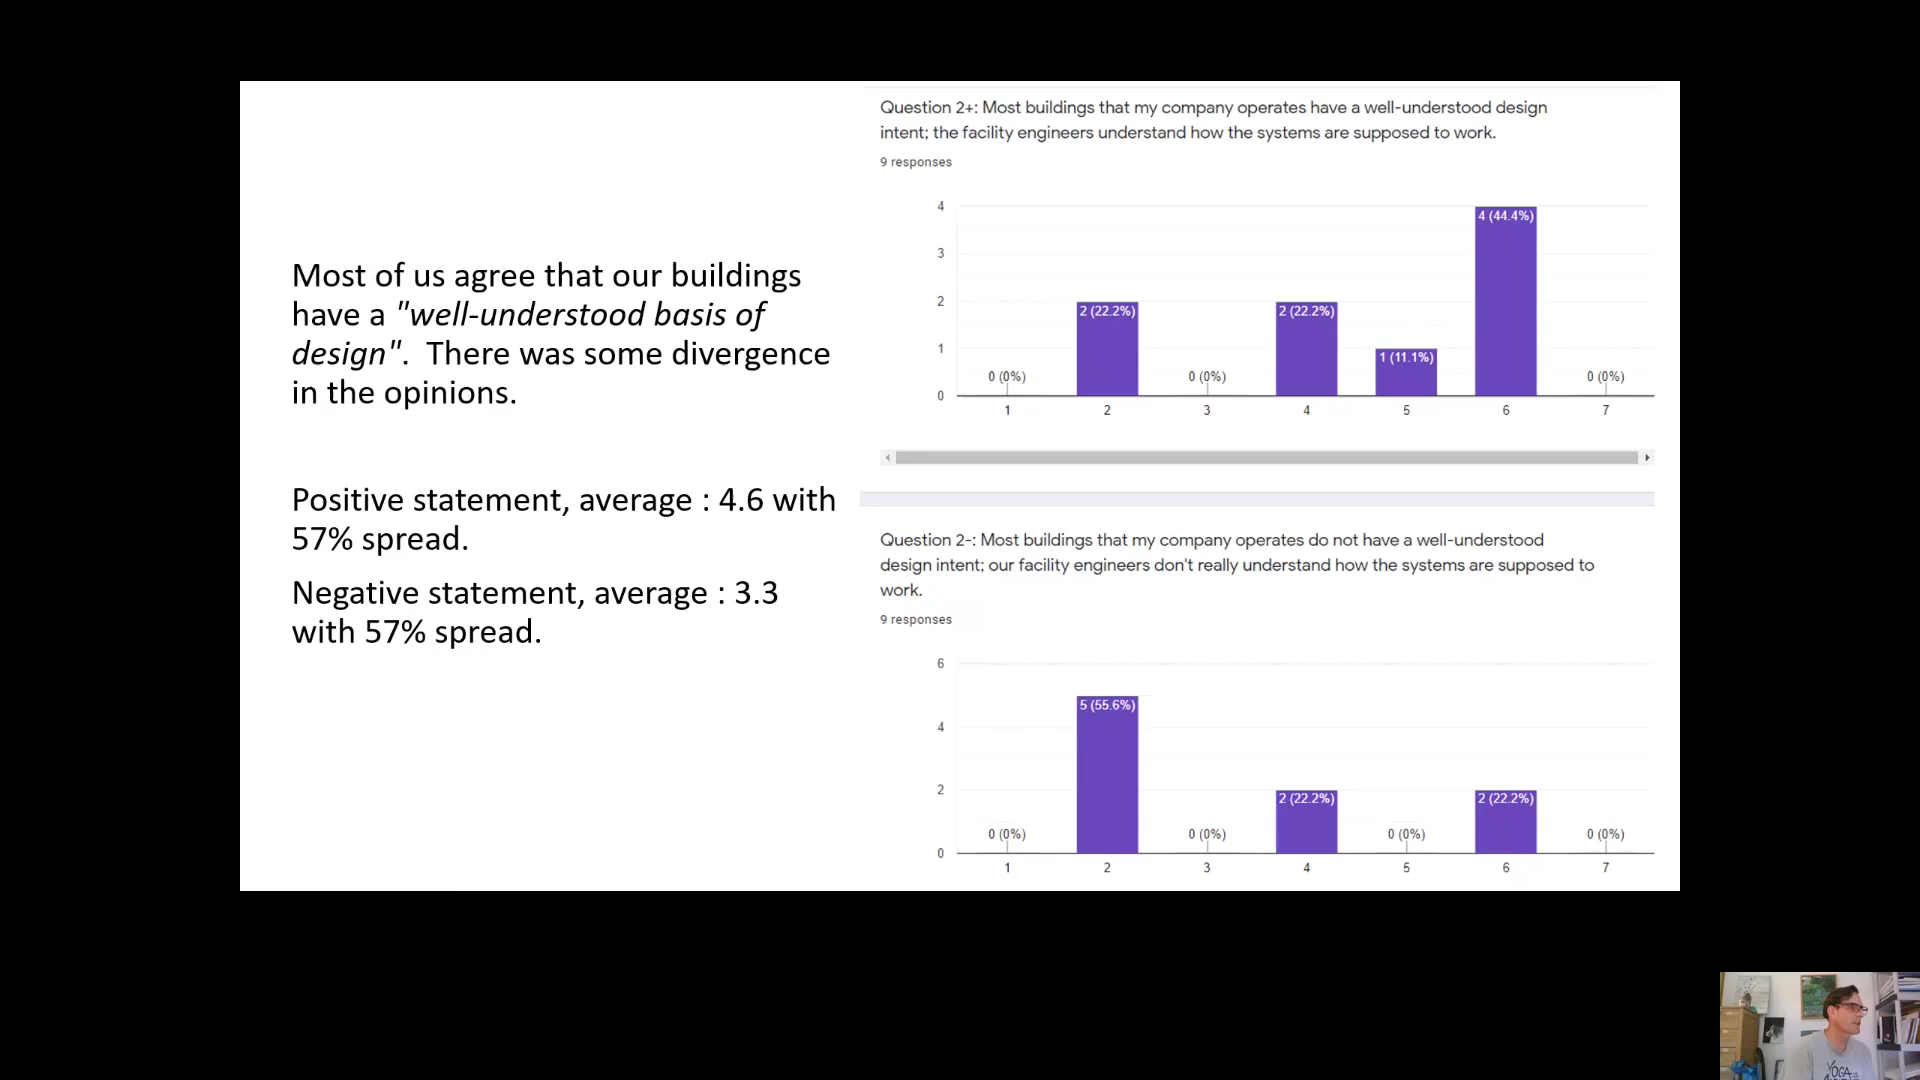 Most of us agree that our buildings
have a "well-understood basis of
design".  There was some divergence
in the opinions.
Positive statement, average : 4.6 with
57% spread.
Negative statement, average : 3.3
with 57% spread.
Question 2+: Most buildings that my company operates have a well-understood design
intent; the facility engineers understand how the systems are supposed to work.
9 responses
4
3
2
1
0
0 (0%)
2 (22.2%)
0 (0%)
2 (22.2%)
1 (11.1%)
4 (44.4%)
0 (0%)
1 2 3 4 5 6 7
Question 2-: Most buildings that my company operates do not have a well-understood
design intent; our facility engineers don't really understand how the systems are supposed to
work.
9 responses
6
4
2
0
0 (0%)
5 (55.6%)
0 (0%)
2 (22.2%)
0 (0%)
2 (22.2%)
0 (0%)
1 2 3 4 5 6 7
YOGA